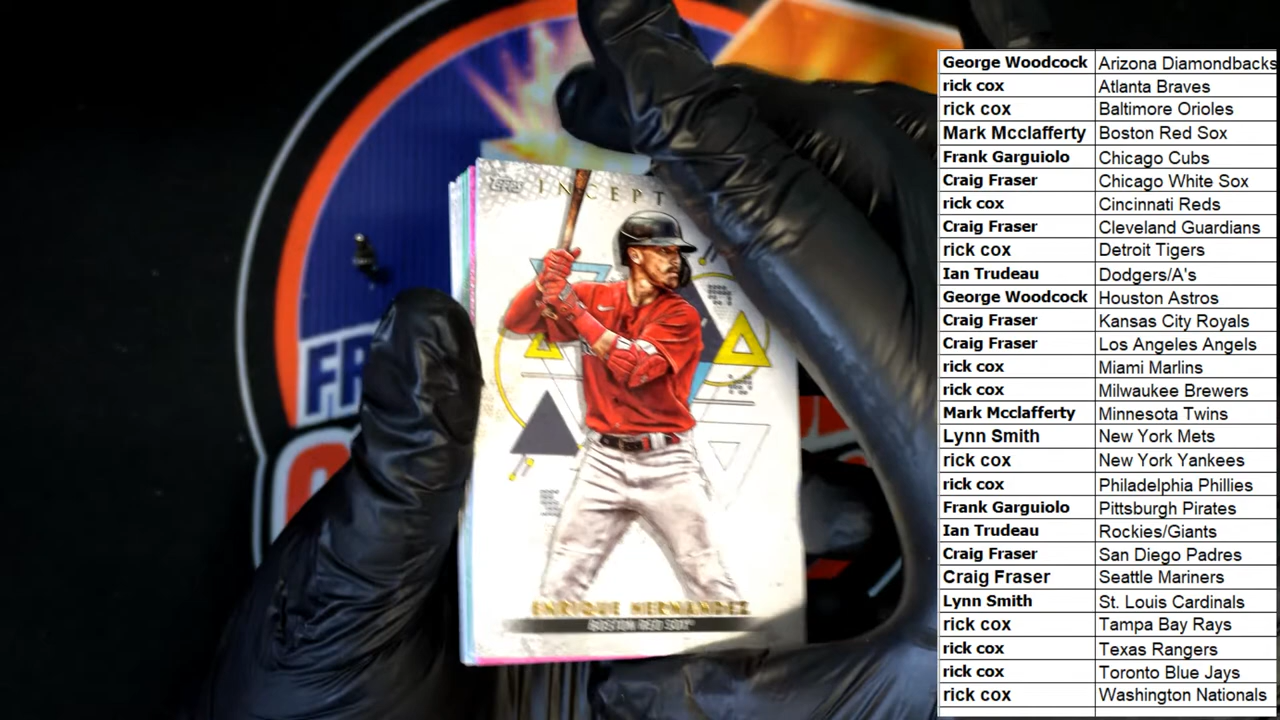 TOPPS INCEPT
ENRIQUE HERNANDEZ
BOSTON RED SOX
FR
George Woodcock Arizona Diamondbacks
rick cox Atlanta Braves
rick cox Baltimore Orioles
Mark Mcclafferty Boston Red Sox
Frank Garguiolo Chicago Cubs
Craig Fraser Chicago White Sox
rick cox Cincinnati Reds
Craig Fraser Cleveland Guardians
rick cox Detroit Tigers
Ian Trudeau Dodgers/A's
George Woodcock Houston Astros
Craig Fraser Kansas City Royals
Craig Fraser Los Angeles Angels
rick cox Miami Marlins
rick cox Milwaukee Brewers
Mark Mcclafferty Minnesota Twins
Lynn Smith New York Mets
rick cox New York Yankees
rick cox Philadelphia Phillies
Frank Garguiolo Pittsburgh Pirates
Ian Trudeau Rockies/Giants
Craig Fraser San Diego Padres
Craig Fraser Seattle Mariners
Lynn Smith St. Louis Cardinals
rick cox Tampa Bay Rays
rick cox Texas Rangers
rick cox Toronto Blue Jays
rick cox Washington Nationals